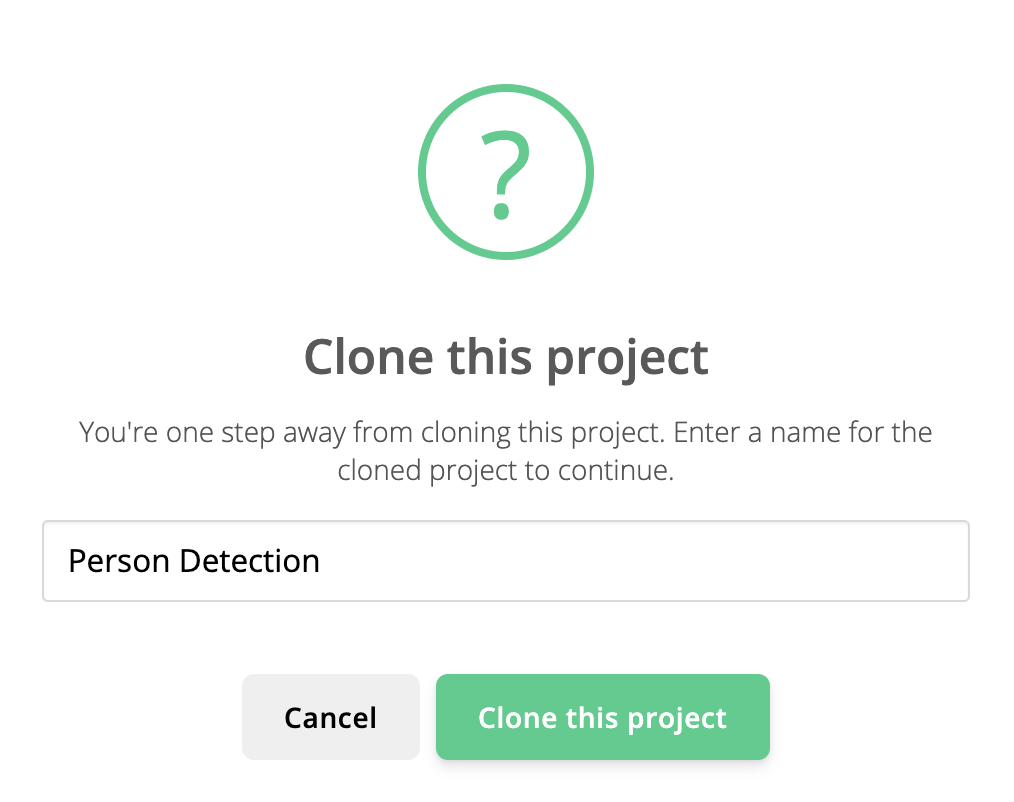 ?
Clone this project
You're one step away from cloning this project. Enter a name for the
cloned project to continue.
Person Detection
Cancel
Clone this project